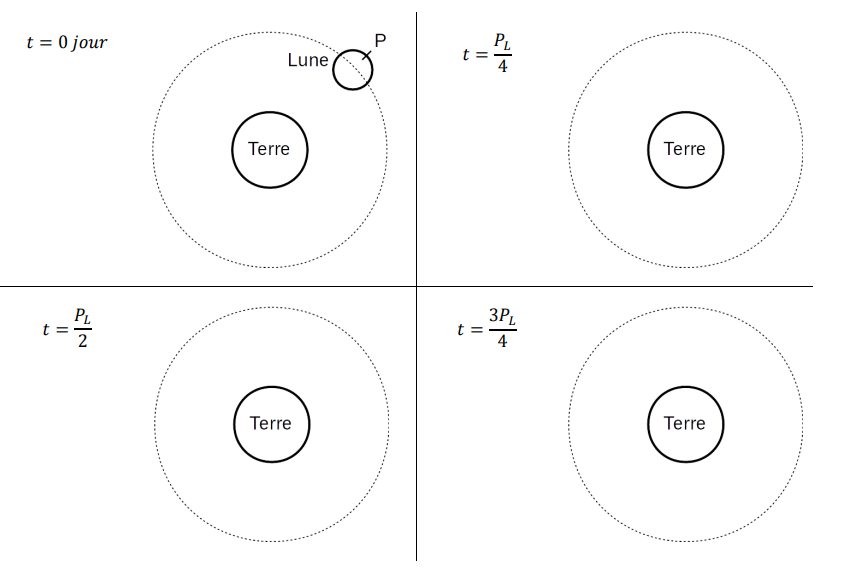 t = 0 jour
P
Lune
Terre
t = P_L/4
Terre
t = P_L/2
Terre
t = 3P_L/4
Terre